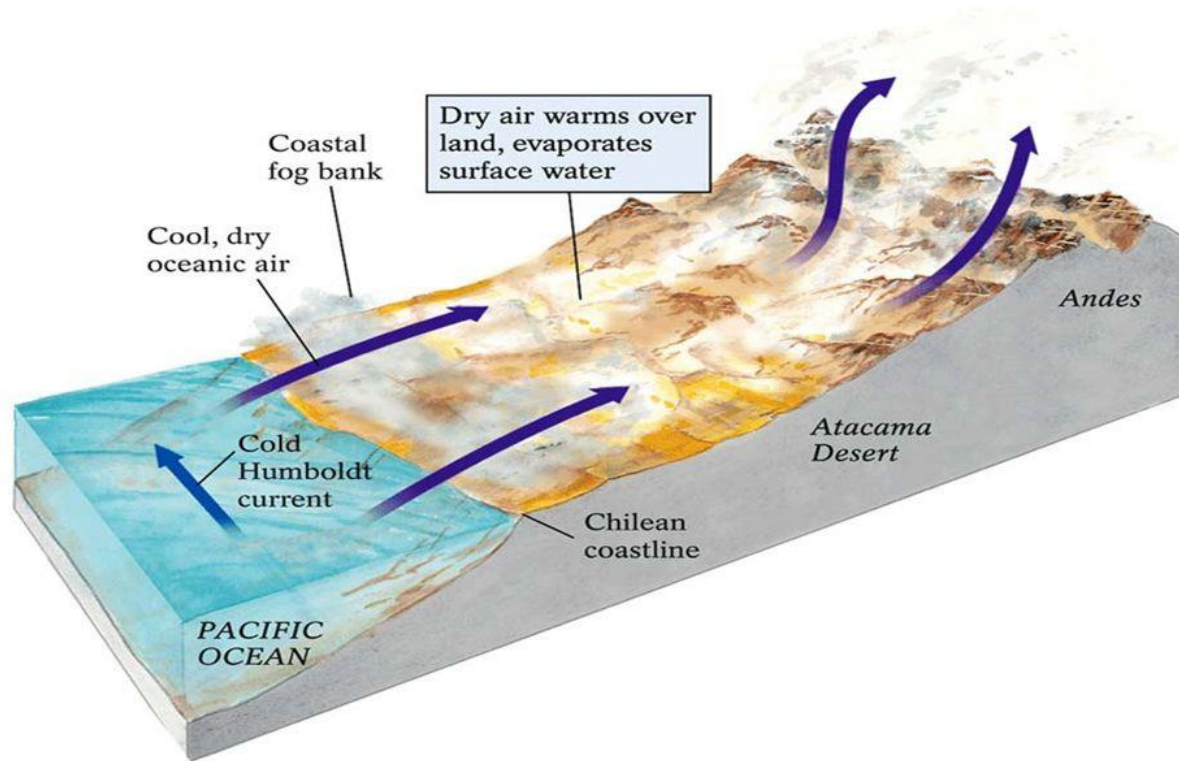 Dry air warms over
land, evaporates
surface water
Coastal
fog bank
Cool, dry
oceanic air
Andes
Atacama
Desert
Cold
Humboldt
current
Chilean
coastline
PACIFIC
OCEAN